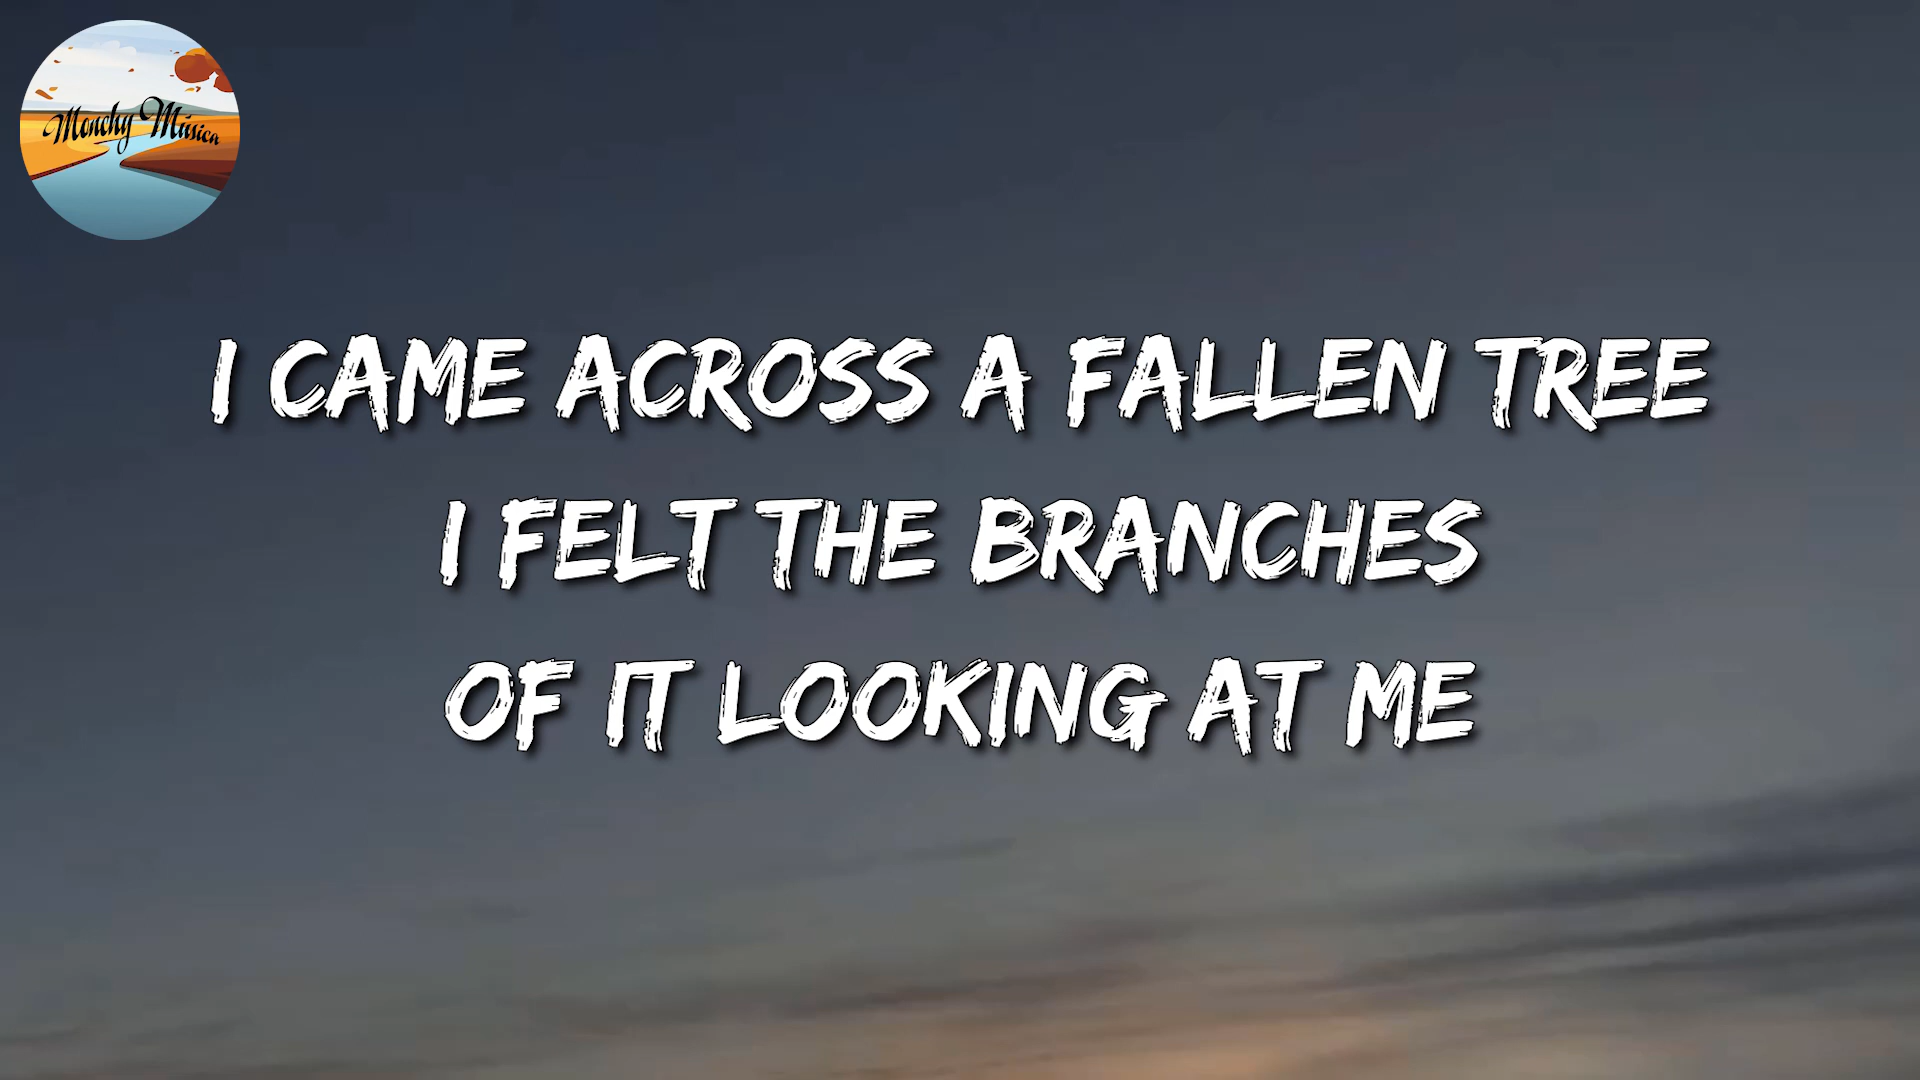 Monchy Música
I CAME ACROSS A FALLEN TREE
I FELT THE BRANCHES
OF IT LOOKING AT ME